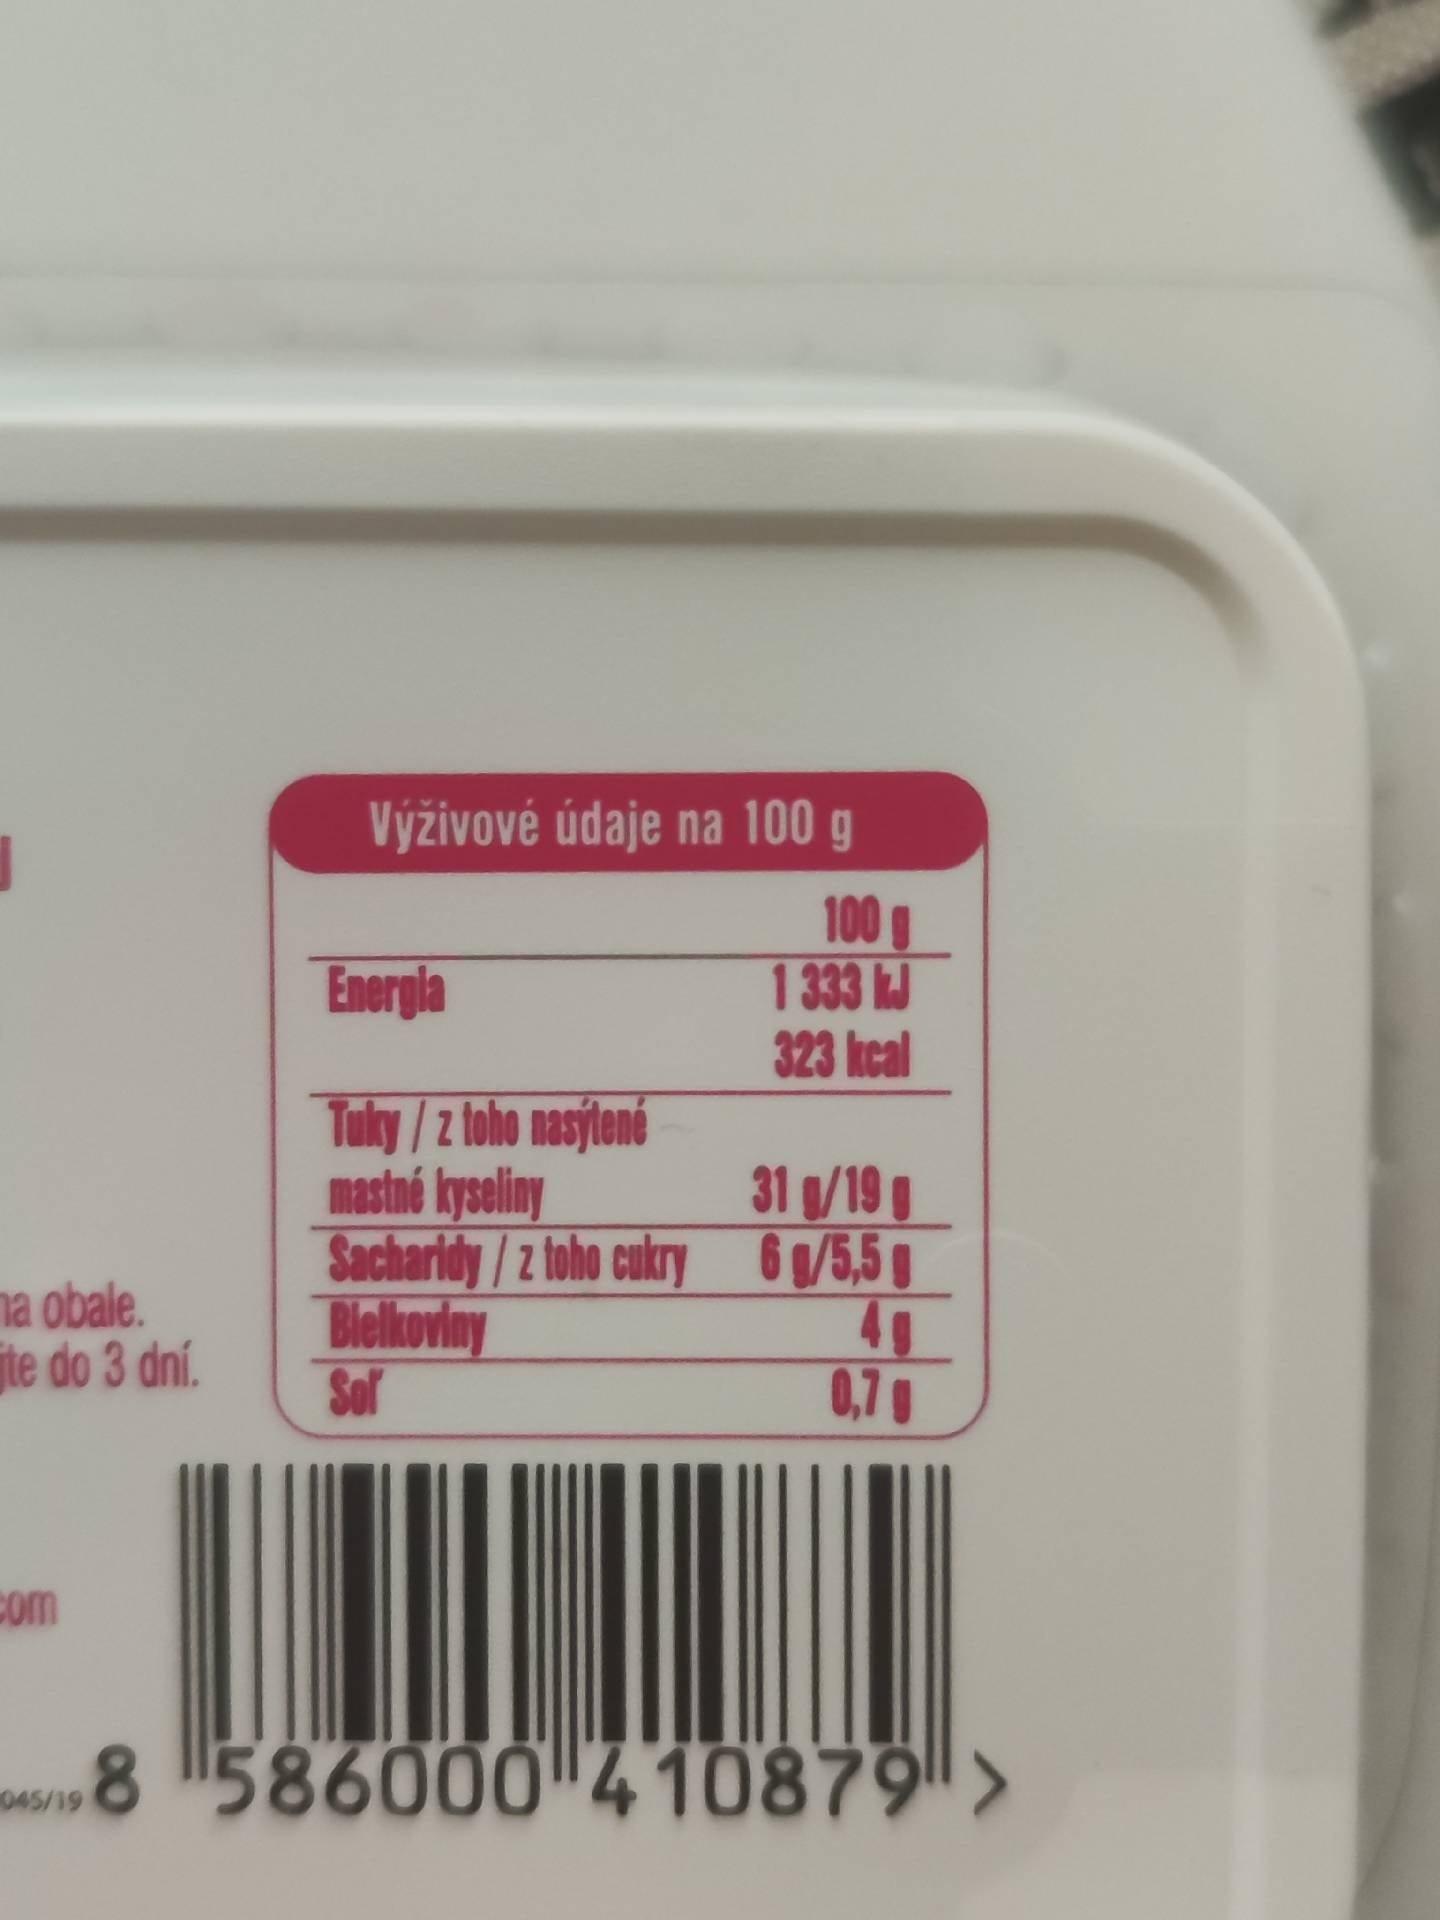 Výživové údaje na 100 g
100 g
Energia 1 333 kJ
323 kcal
Tuky / z toho nasýtené
mastné kyseliny 31 g/19 g
Sacharidy / z toho cukry 6 g/5,5 g
Bielkoviny 4 g
Soľ 0,7 g
na obale.
do 3 dní.
com
045/19
8 586000 410879 >